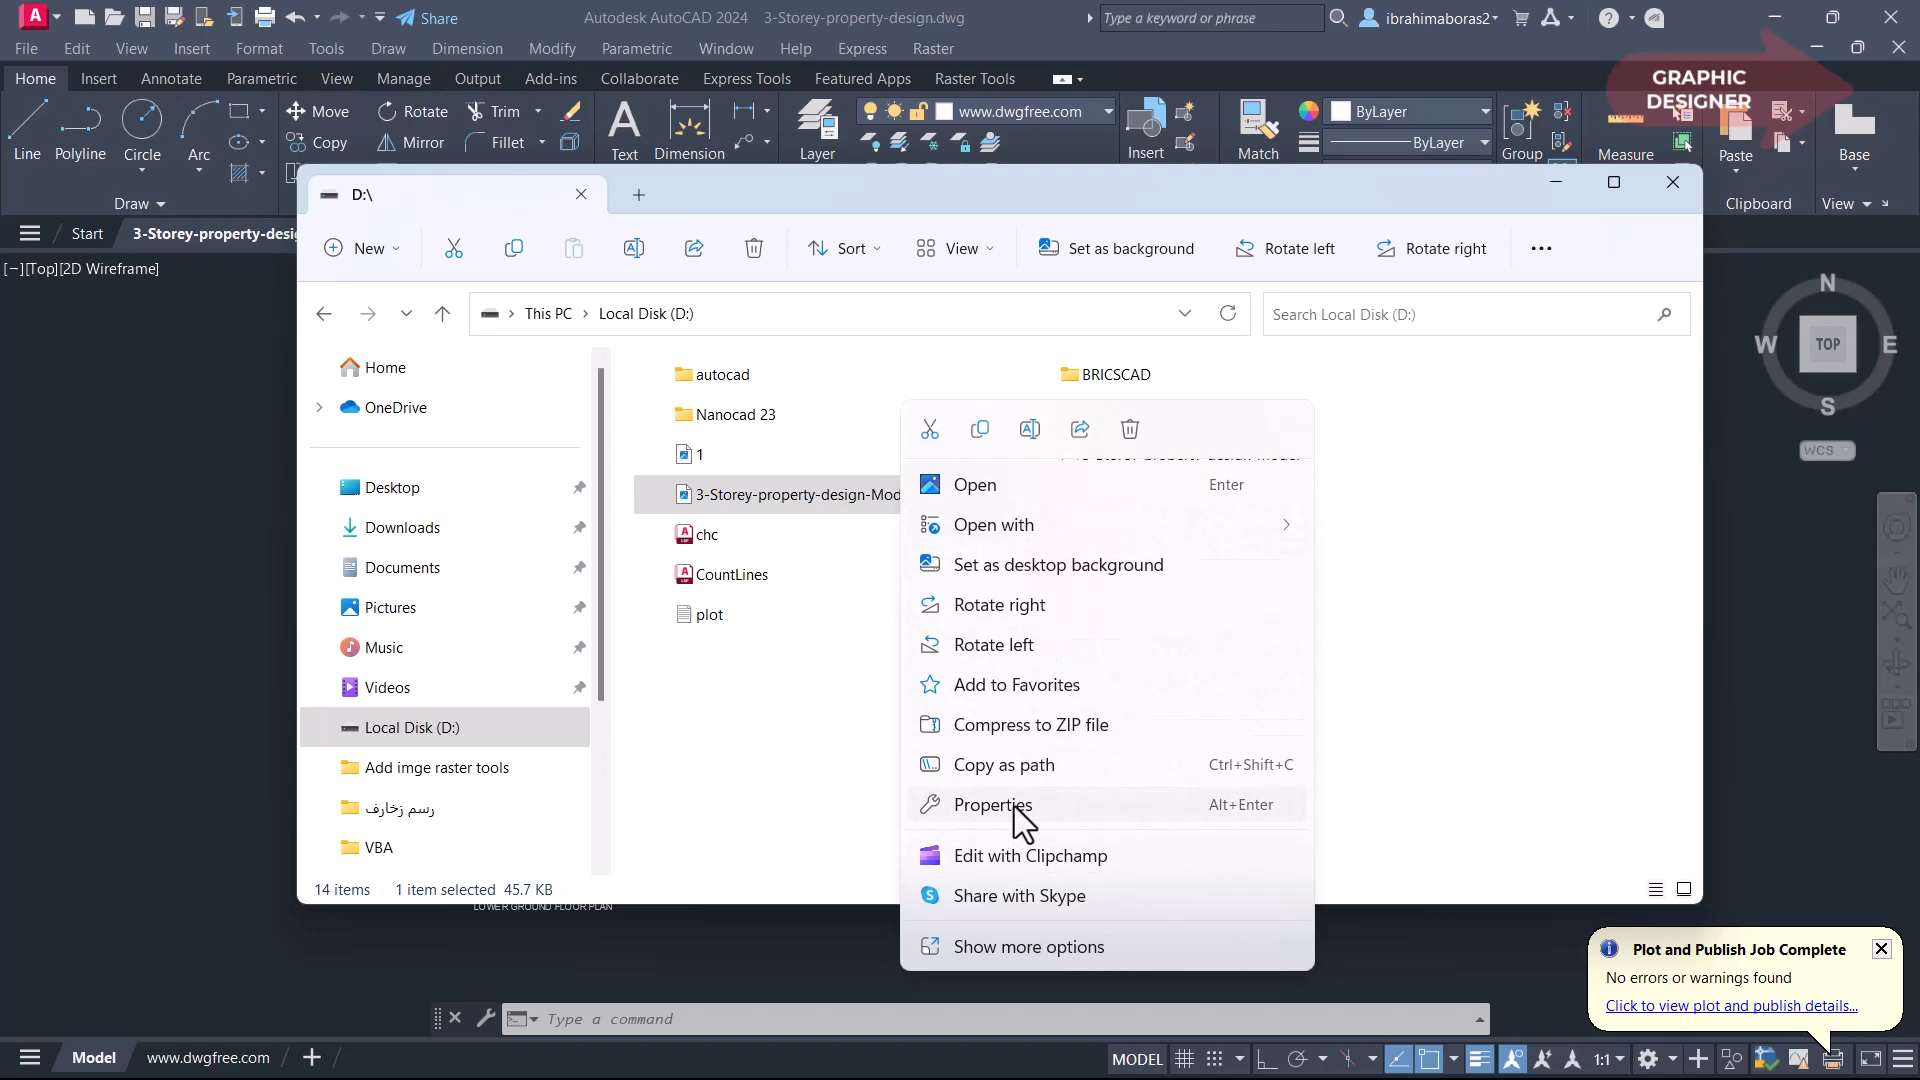 Share
Autodesk AutoCAD 2024 3-Storey-property-design.dwg
Type a keyword or phrase
ibrahimaboras2
File Edit View Insert Format Tools Draw Dimension Modify Parametric Window Help Express Raster
Home Insert Annotate Parametric View Manage Output Add-ins Collaborate Express Tools Featured Apps Raster Tools
GRAPHIC
DESIGNER
Line Polyline Circle Arc
Move Rotate Trim
Copy Mirror Fillet
Text Dimension
Layer
www.dwgfree.com
Insert
Match
ByLayer
ByLayer
Group
Measure
Paste
Base
Draw
Clipboard
View
Start
3-Storey-property-desi
[−][Top][2D Wireframe]
D:\
New
Sort
View
Set as background
Rotate left
Rotate right
This PC
Local Disk (D:)
Search Local Disk (D:)
Home
OneDrive
Desktop
Downloads
Documents
Pictures
Music
Videos
Local Disk (D:)
Add imge raster tools
رسم زخارف
VBA
autocad
BRICSCAD
Nanocad 23
1
3-Storey-property-design-Mod
chc
CountLines
plot
Open Enter
Open with
Set as desktop background
Rotate right
Rotate left
Add to Favorites
Compress to ZIP file
Copy as path Ctrl+Shift+C
Properties Alt+Enter
Edit with Clipchamp
Share with Skype
Show more options
14 items 1 item selected 45.7 KB
LOWER GROUND FLOOR PLAN
N
W TOP E
S
WCS
Plot and Publish Job Complete
No errors or warnings found
Click to view plot and publish details...
Type a command
Model
www.dwgfree.com
MODEL
1:1